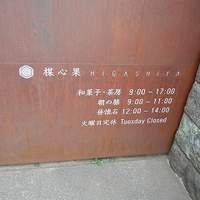 楪心果 HIGASHIYA
和菓子・茶房 9:00-17:00
朝の膳 9:00-11:00
昼懐石 12:00-14:00
火曜日定休 Tuesday Closed